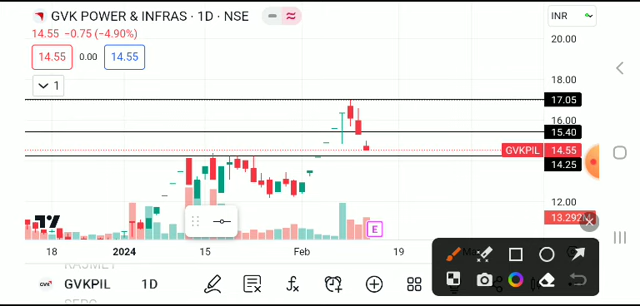 GVK POWER & INFRAS · 1D · NSE
INR
14.55 −0.75 (−4.90%)
14.55 0.00 14.55
1
20.00
18.00
17.05
16.00
15.40
GVKPIL 14.55
14.25
12.00
13.292M
E
18 2024 15 Feb 19
GVKPIL 1D